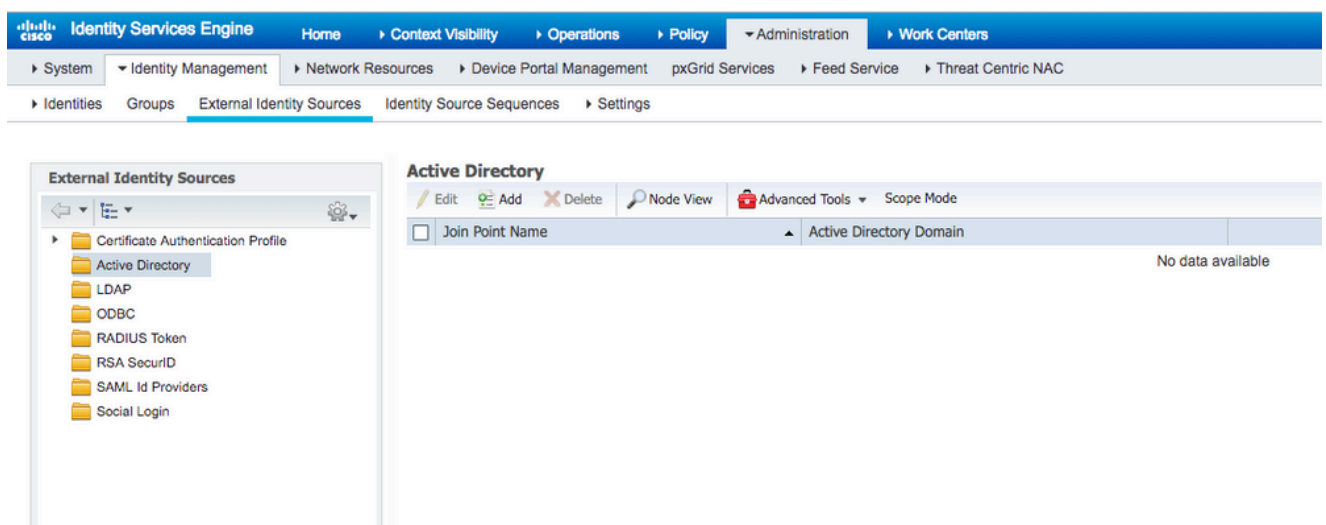 cisco Identity Services Engine Home Context Visibility Operations Policy Administration Work Centers
System Identity Management Network Resources Device Portal Management pxGrid Services Feed Service Threat Centric NAC
Identities Groups External Identity Sources Identity Source Sequences Settings
External Identity Sources
Certificate Authentication Profile
Active Directory
LDAP
ODBC
RADIUS Token
RSA SecurID
SAML Id Providers
Social Login
Active Directory
Edit Add Delete Node View Advanced Tools Scope Mode
Join Point Name Active Directory Domain
No data available